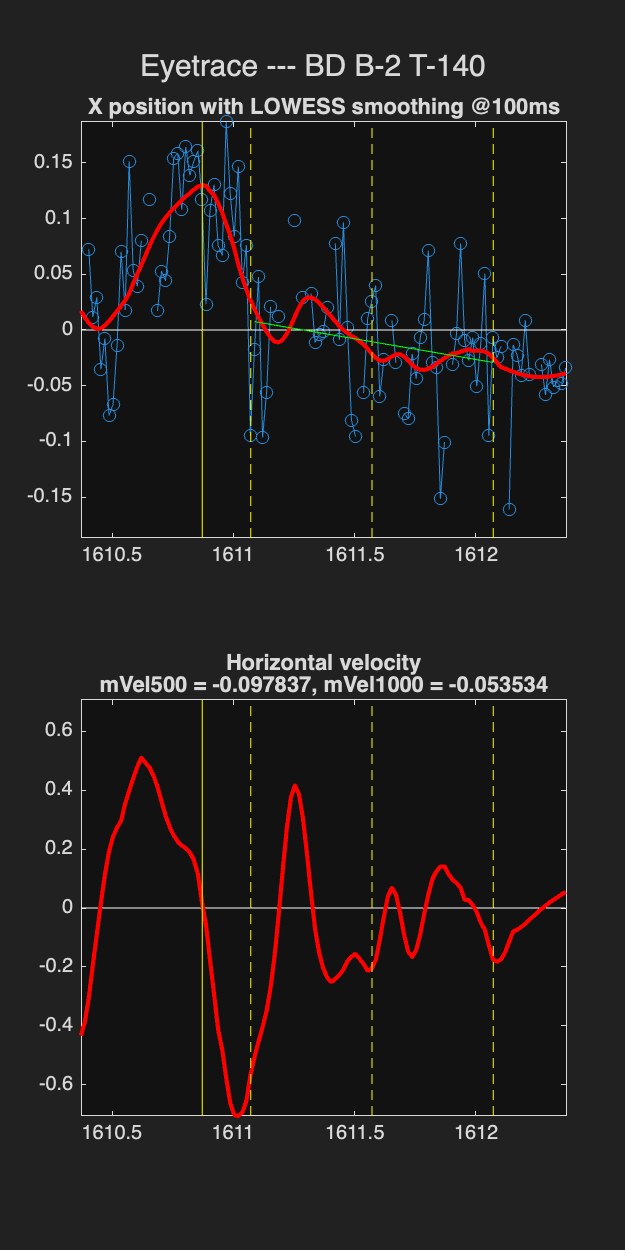 Eyetrace --- BD B-2 T-140
X position with LOWESS smoothing @100ms
0.15
0.1
0.05
0
-0.05
-0.1
-0.15
1610.5 1611 1611.5 1612
Horizontal velocity
mVel500 = -0.097837, mVel1000 = -0.053534
0.6
0.4
0.2
0
-0.2
-0.4
-0.6
1610.5 1611 1611.5 1612